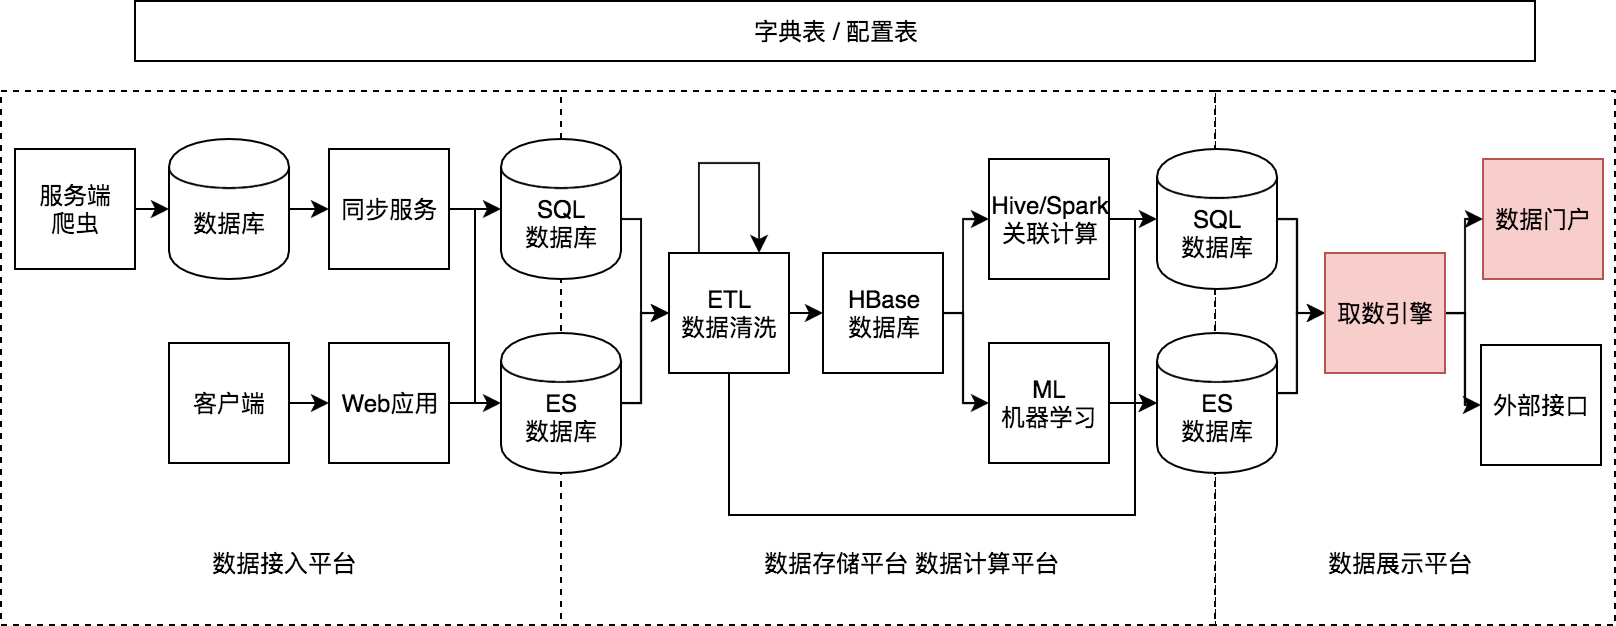 字典表 / 配置表
服务端
爬虫
数据库
同步服务
SQL
数据库
客户端
Web应用
ES
数据库
ETL
数据清洗
HBase
数据库
Hive/Spark
关联计算
ML
机器学习
SQL
数据库
ES
数据库
取数引擎
数据门户
外部接口
数据接入平台
数据存储平台 数据计算平台
数据展示平台